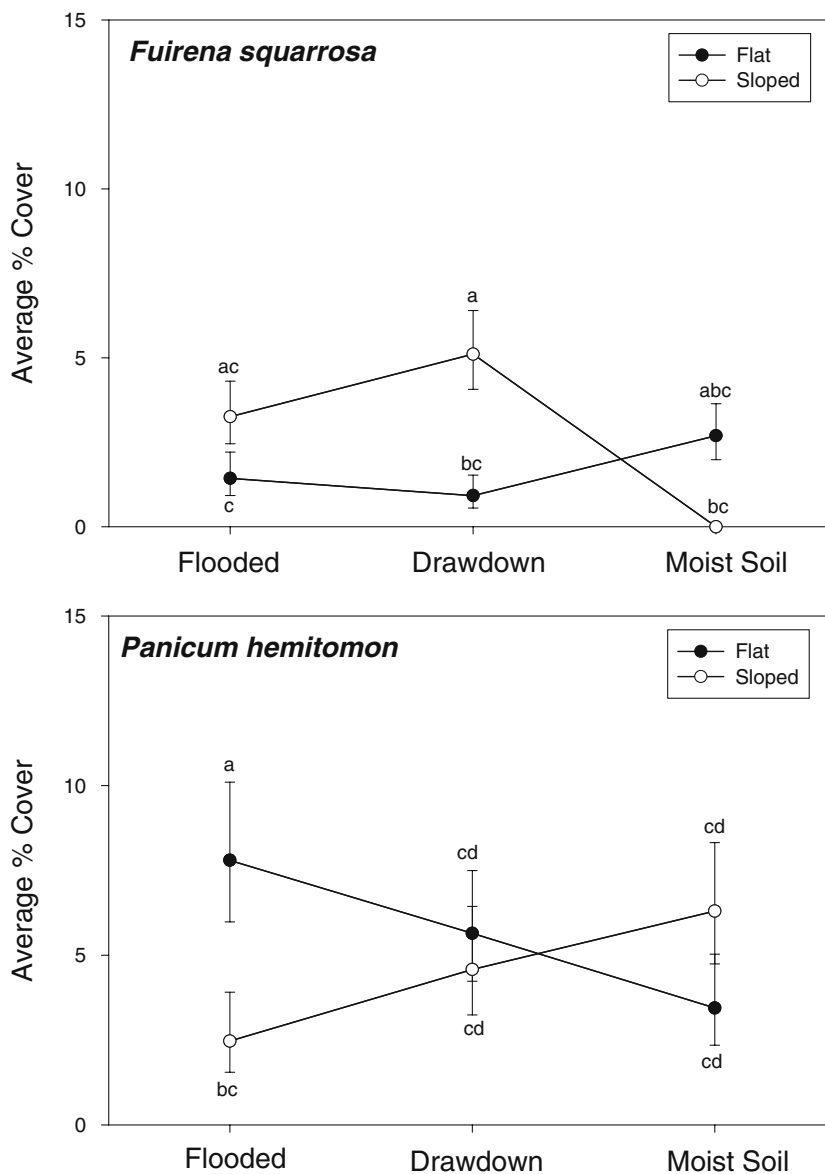 15
Fuirena squarrosa
Flat
Sloped
10
Average % Cover
a
ac
abc
5
bc
bc
c
0
Flooded
Drawdown
Moist Soil
15
Panicum hemitomon
Flat
Sloped
10
Average % Cover
a
cd
cd
5
cd
cd
bc
0
Flooded
Drawdown
Moist Soil